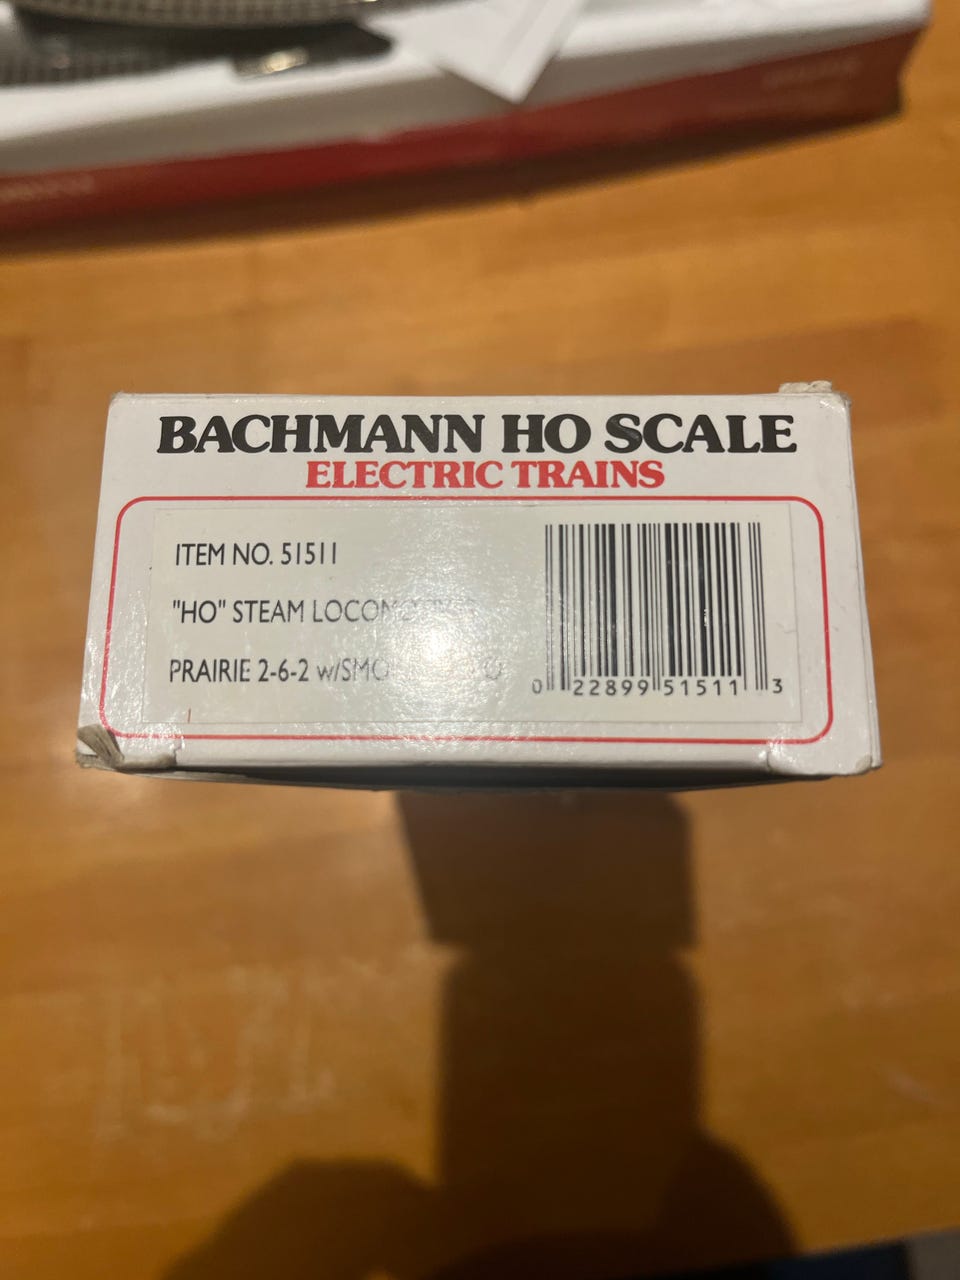 BACHMANN HO SCALE
ELECTRIC TRAINS
ITEM NO. 51511
"HO" STEAM
PRAIRIE 2-6-2
0 22899 51511 3